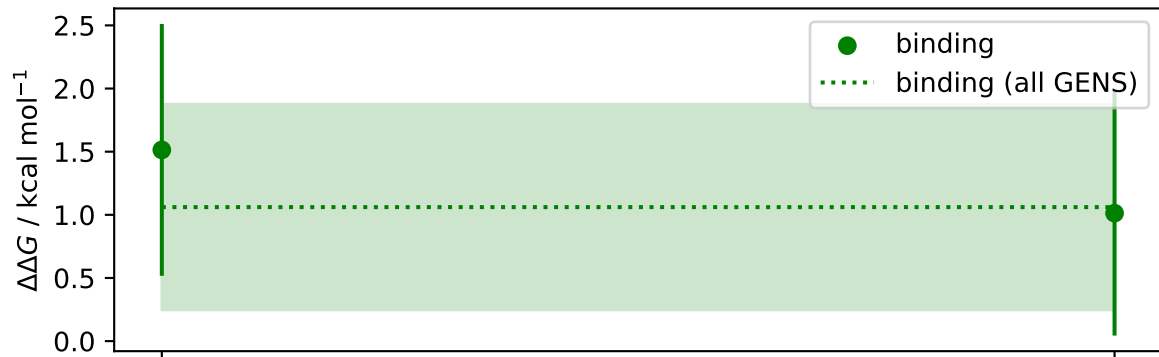 2.5
2.0
1.5
1.0
0.5
0.0
ΔΔG / kcal mol⁻¹
binding
binding (all GENS)